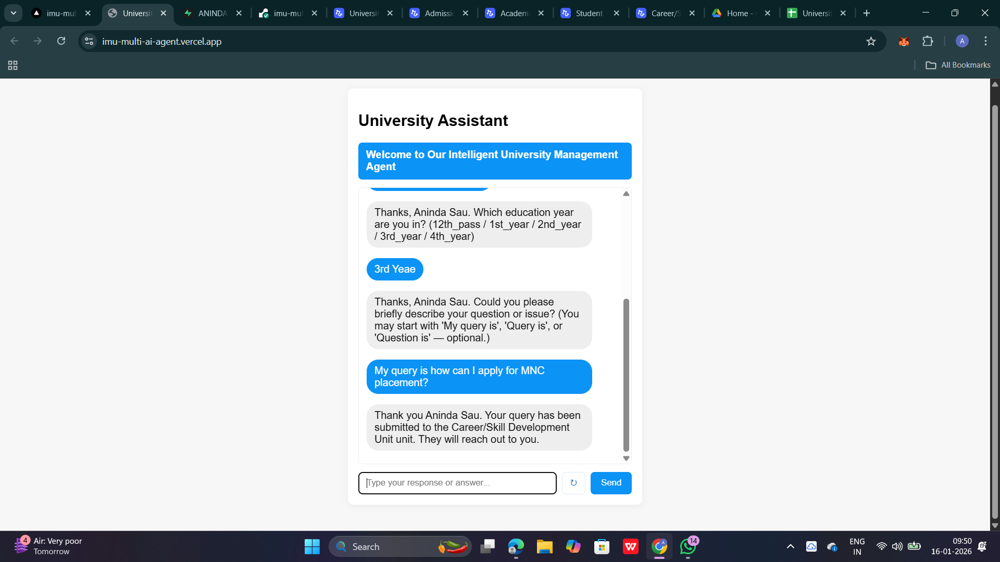 imu-mul
Universit
ANINDA
imu-mul
Universit
Admissio
Academi
Student
Career/S
Home -
Universit
imu-multi-ai-agent.vercel.app
A
All Bookmarks
University Assistant
Welcome to Our Intelligent University Management
Agent
Thanks, Aninda Sau. Which education year
are you in? (12th_pass / 1st_year / 2nd_year
/ 3rd_year / 4th_year)
3rd Yeae
Thanks, Aninda Sau. Could you please
briefly describe your question or issue? (You
may start with 'My query is', 'Query is', or
'Question is' — optional.)
My query is how can I apply for MNC
placement?
Thank you Aninda Sau. Your query has been
submitted to the Career/Skill Development
Unit unit. They will reach out to you.
Type your response or answer...
Send
4
Air: Very poor
Tomorrow
Search
W
A
14
ENG
IN
09:50
16-01-2026